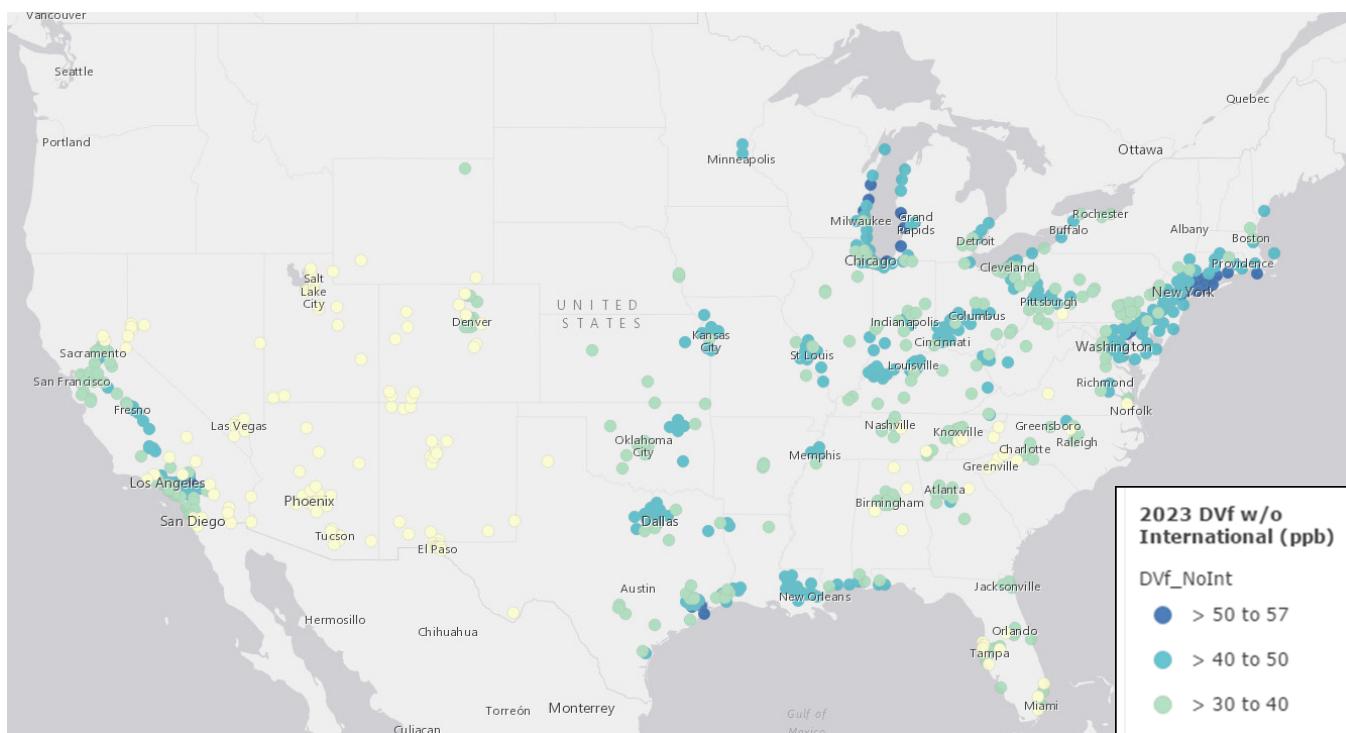 Vancouver
Seattle
Quebec
Portland
Ottawa
Minneapolis
Rochester
Milwaukee
Grand
Rapids
Buffalo
Albany
Boston
Detroit
Chicago
Cleveland
Providence
Salt
Lake
City
New York
UNITED
STATES
Pittsburgh
Denver
Indianapolis
Columbus
Kansas
City
Cincinnati
Washington
Sacramento
St Louis
Louisville
San Francisco
Richmond
Fresno
Norfolk
Las Vegas
Nashville
Knoxville
Greensboro
Raleigh
Oklahoma
City
Memphis
Charlotte
Greenville
Los Angeles
Phoenix
Birmingham
Atlanta
San Diego
Dallas
Tucson
El Paso
Austin
New Orleans
Jacksonville
Hermosillo
Chihuahua
Orlando
Tampa
Miami
Torreón
Monterrey
Gulf of
Mexico
Culiacan
2023 DVf w/o
International (ppb)
DVf_NoInt
> 50 to 57
> 40 to 50
> 30 to 40